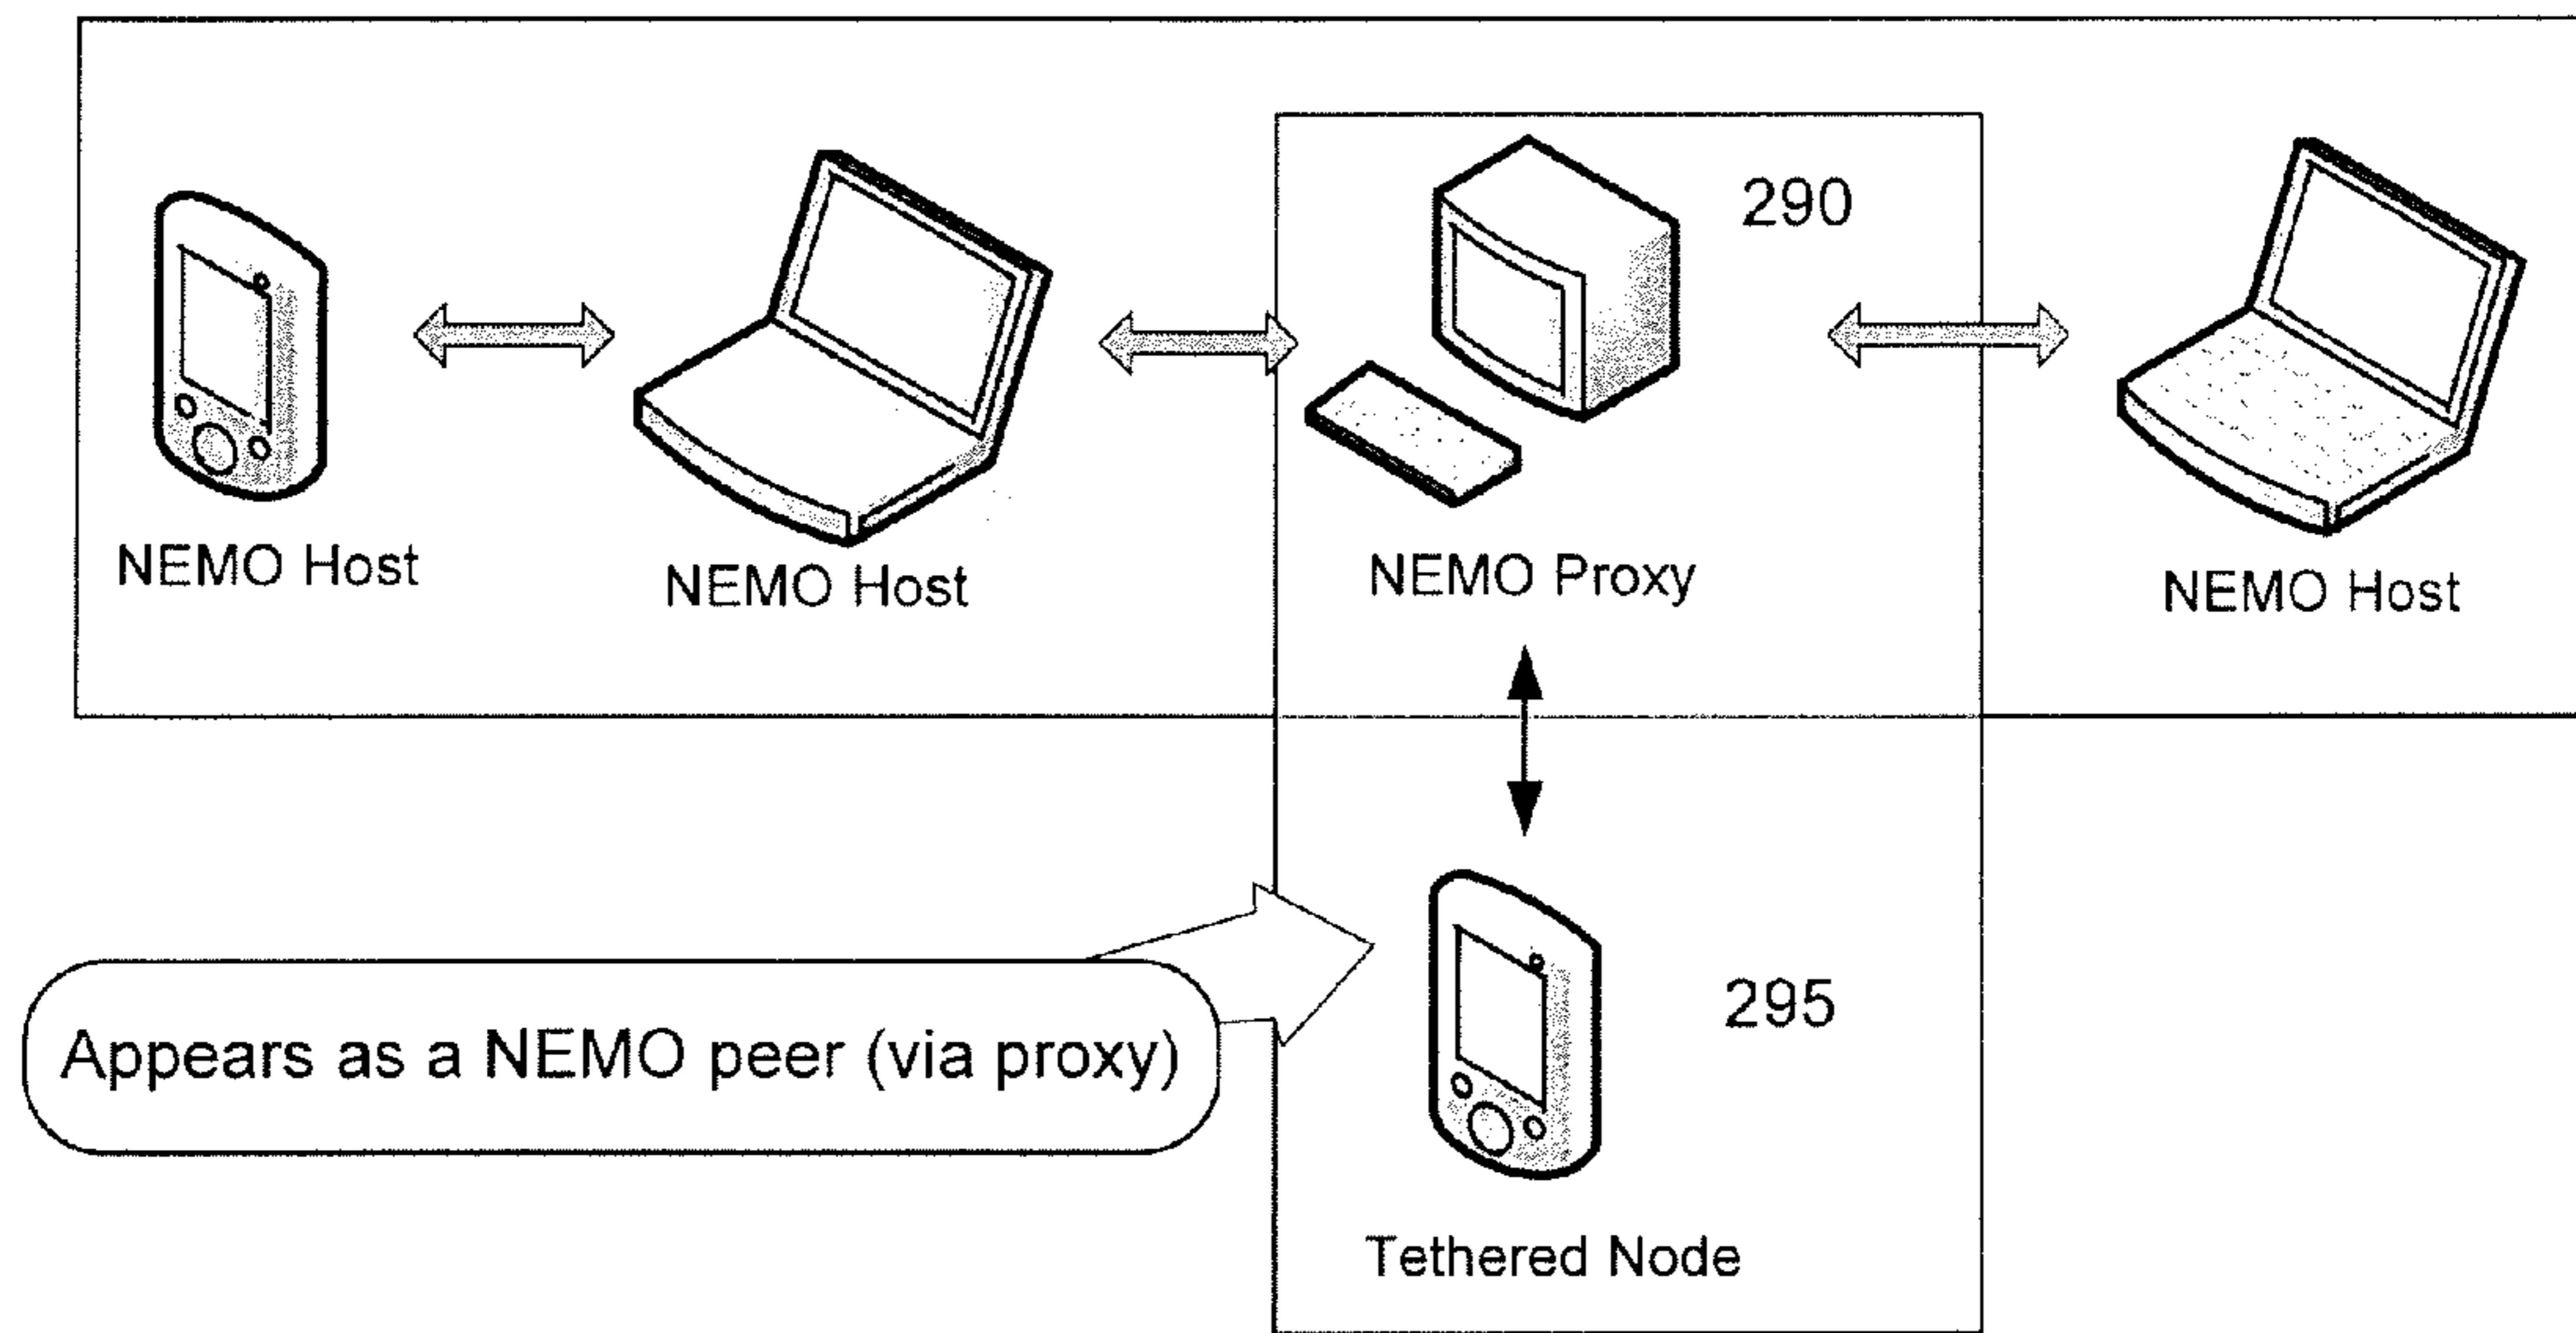 290
NEMO Host
NEMO Host
NEMO Proxy
NEMO Host
Appears as a NEMO peer (via proxy)
295
Tethered Node